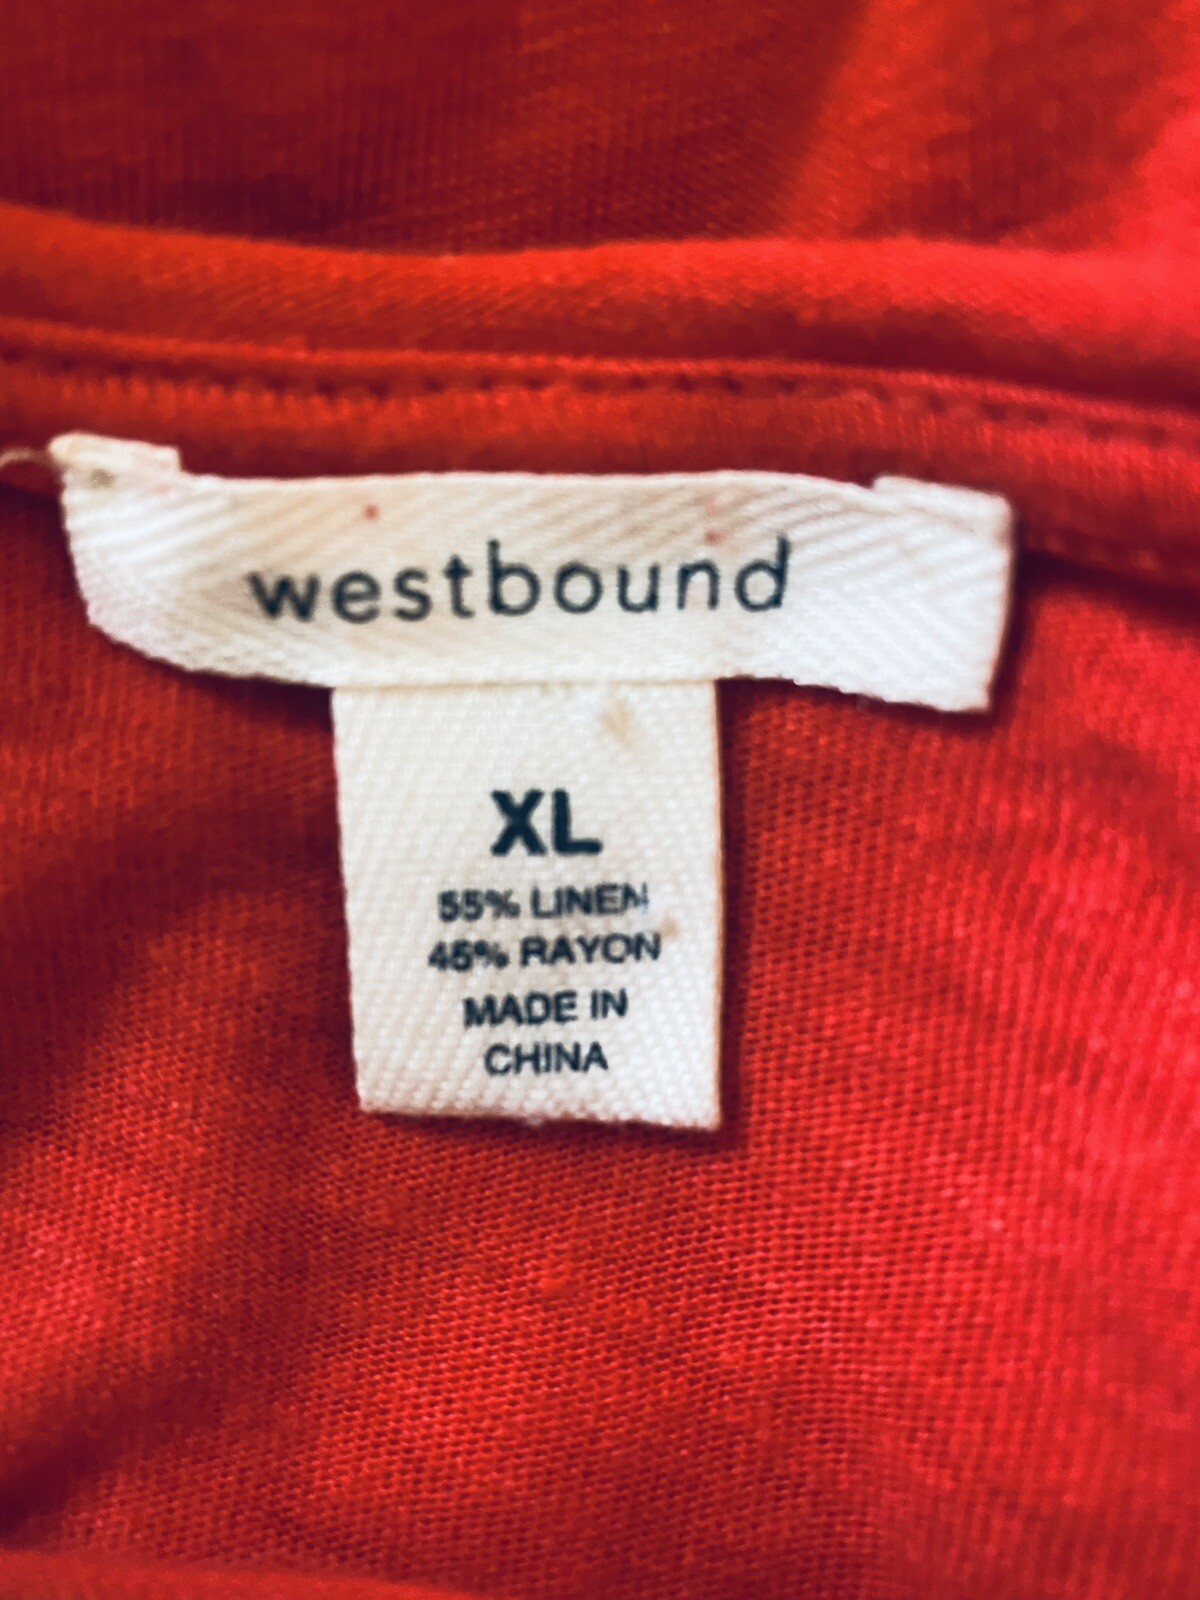 westbound
XL
55% LINEN
45% RAYON
MADE IN
CHINA